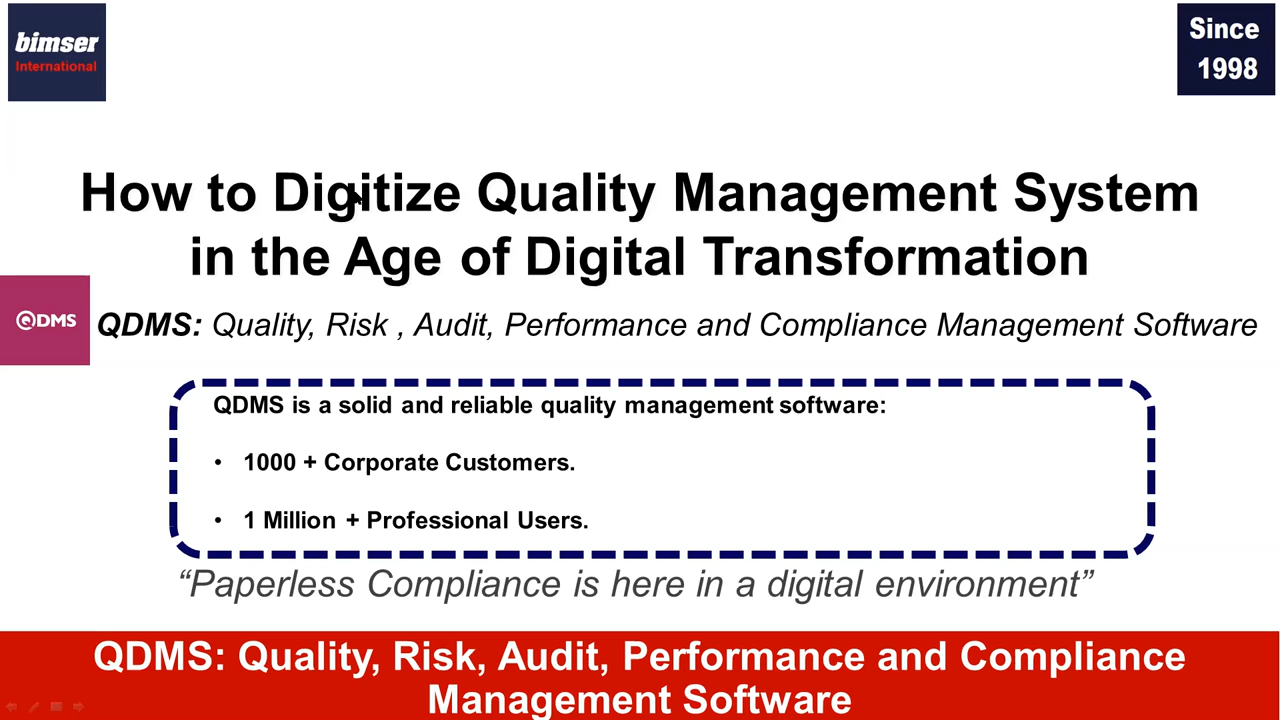 bimser
International
Since
1998
How to Digitize Quality Management System
in the Age of Digital Transformation
QDMS
QDMS: Quality, Risk , Audit, Performance and Compliance Management Software
QDMS is a solid and reliable quality management software:
• 1000 + Corporate Customers.
• 1 Million + Professional Users.
“Paperless Compliance is here in a digital environment”
QDMS: Quality, Risk, Audit, Performance and Compliance
Management Software